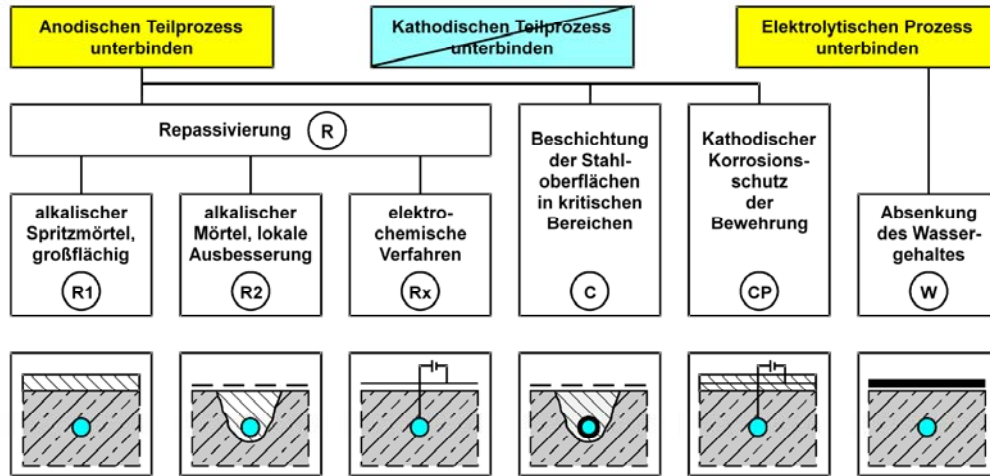 Anodischen Teilprozess
unterbinden
Kathodischen Teilprozess
unterbinden
Elektrolytischen Prozess
unterbinden
Repassivierung R
Beschichtung
der Stahl-
oberflächen
in kritischen
Bereichen
C
Kathodischer
Korrosions-
schutz
der
Bewehrung
CP
alkalischer
Spritzmörtel,
großflächig
R1
alkalischer
Mörtel, lokale
Ausbesserung
R2
elektro-
chemische
Verfahren
Rx
Absenkung
des Wasser-
gehaltes
W